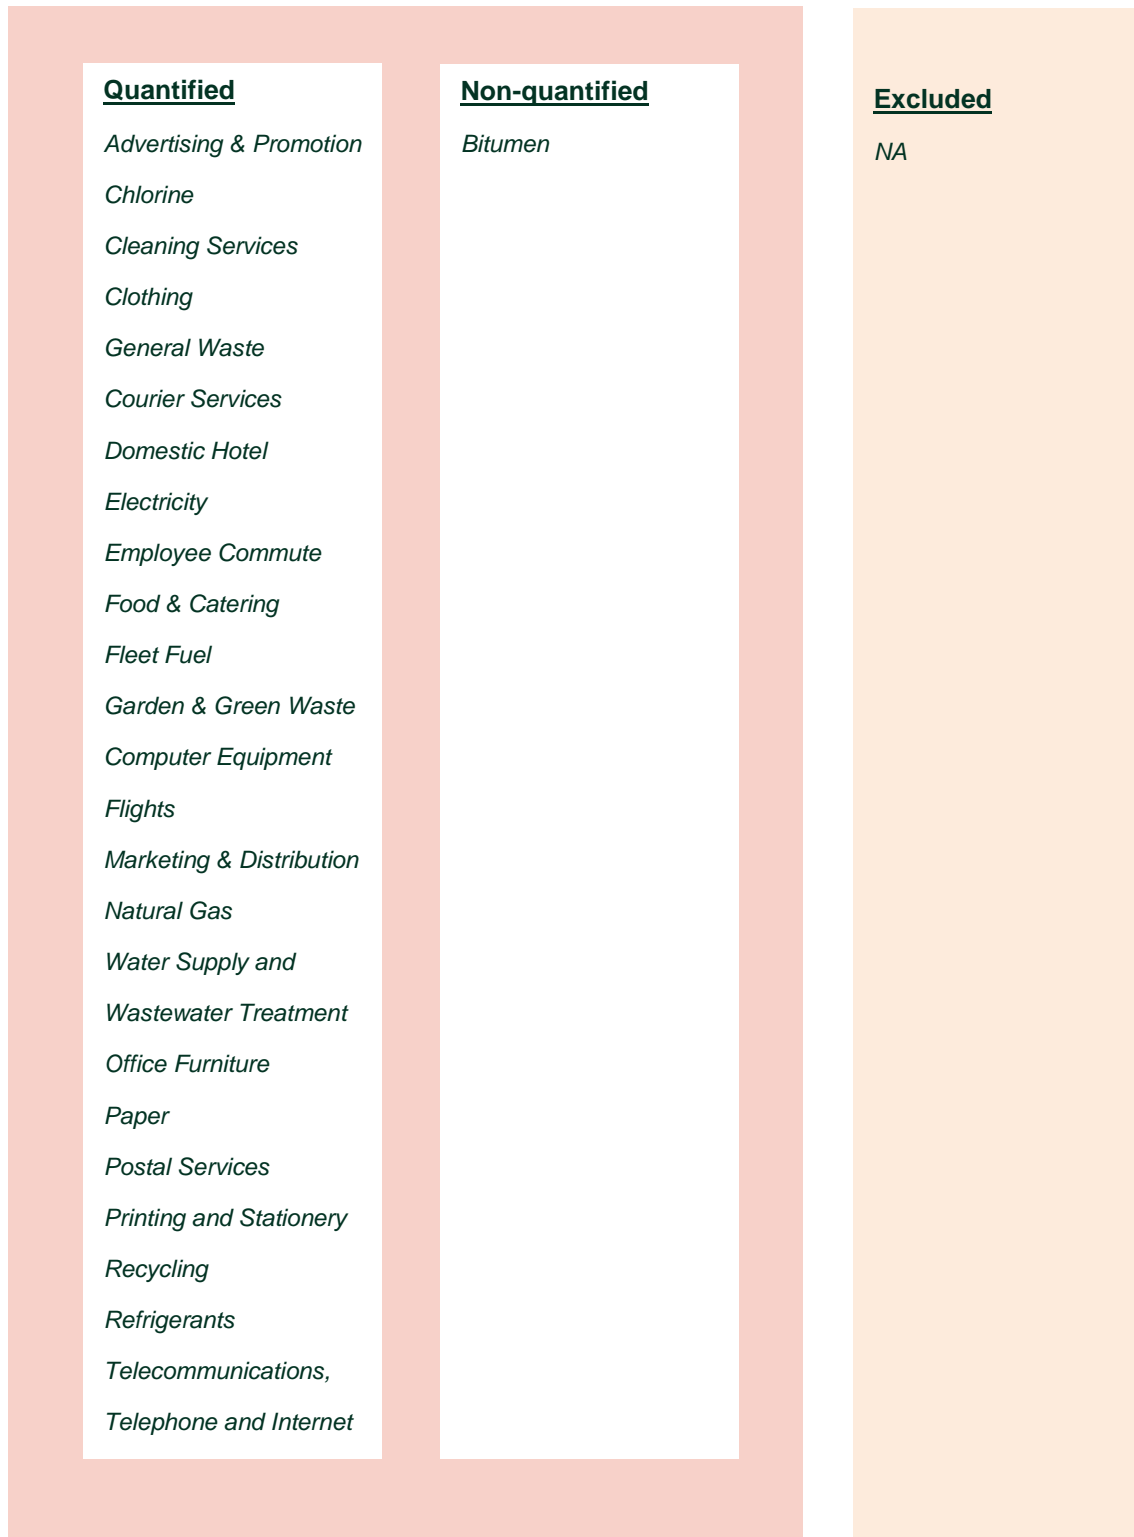 Quantified
Advertising & Promotion
Chlorine
Cleaning Services
Clothing
General Waste
Courier Services
Domestic Hotel
Electricity
Employee Commute
Food & Catering
Fleet Fuel
Garden & Green Waste
Computer Equipment
Flights
Marketing & Distribution
Natural Gas
Water Supply and
Wastewater Treatment
Office Furniture
Paper
Postal Services
Printing and Stationery
Recycling
Refrigerants
Telecommunications,
Telephone and Internet
Non-quantified
Bitumen
Excluded
NA